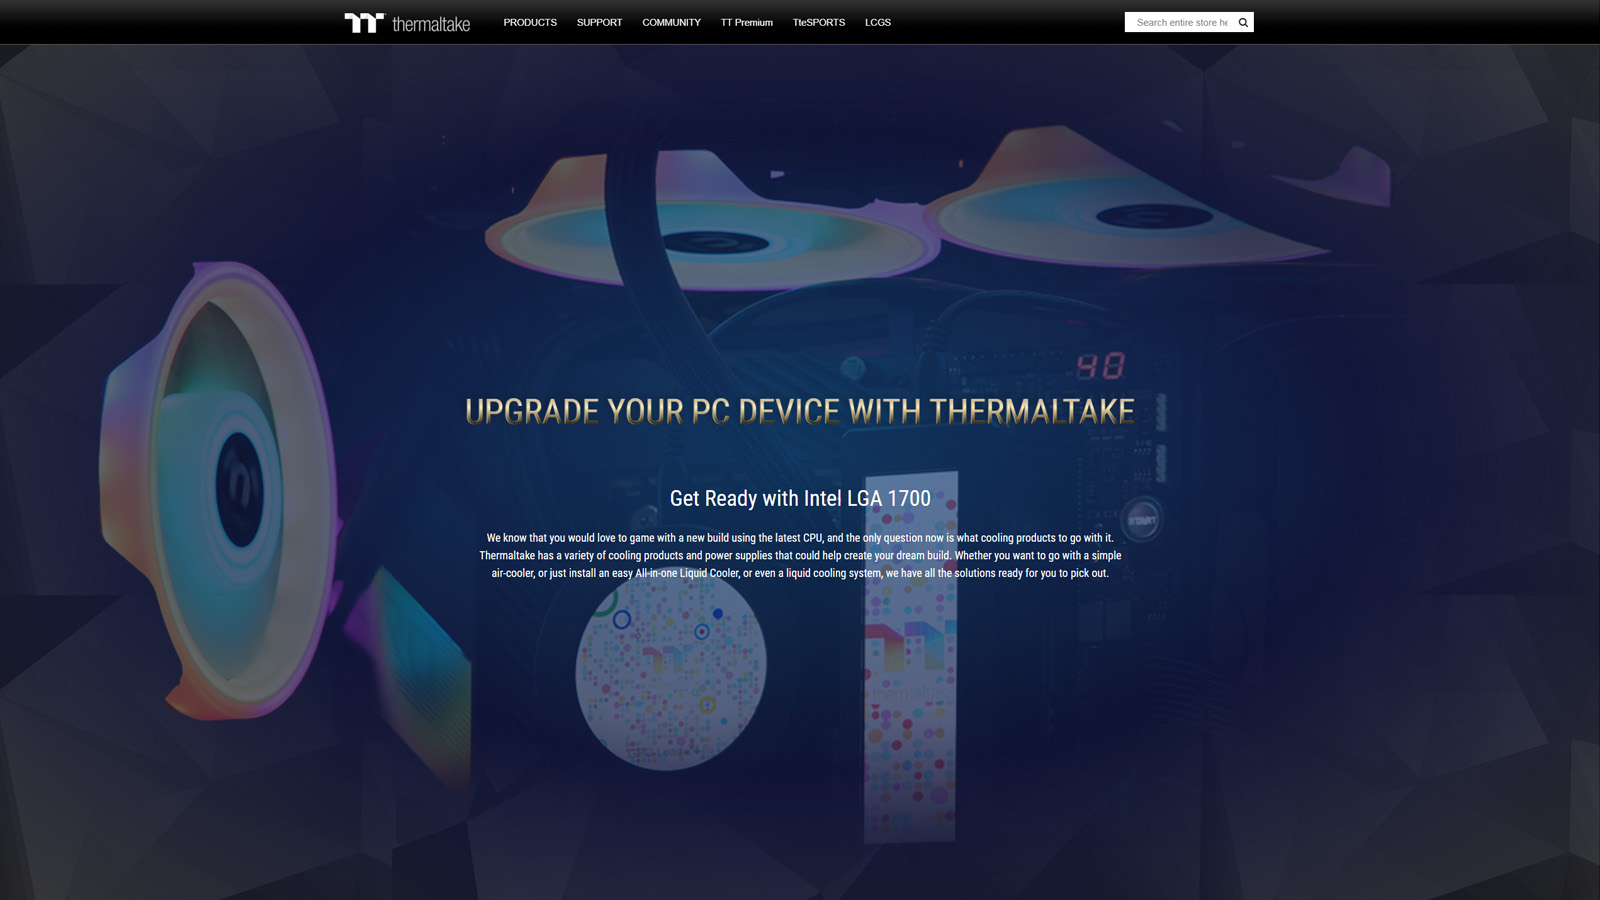 thermaltake
PRODUCTS SUPPORT COMMUNITY TT Premium TteSPORTS LCGS
Search entire store he
40
UPGRADE YOUR PC DEVICE WITH THERMALTAKE
Get Ready with Intel LGA 1700
START
We know that you would love to game with a new build using the latest CPU, and the only question now is what cooling products to go with it.
Thermaltake has a variety of cooling products and power supplies that could help create your dream build. Whether you want to go with a simple
air-cooler, or just install an easy All-in-one Liquid Cooler, or even a liquid cooling system, we have all the solutions ready for you to pick out.
thermaltake